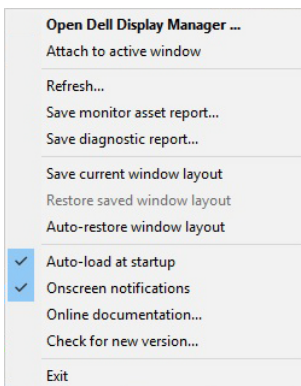 Open Dell Display Manager ...
Attach to active window
Refresh...
Save monitor asset report...
Save diagnostic report...
Save current window layout
Restore saved window layout
Auto-restore window layout
Auto-load at startup
Onscreen notifications
Online documentation...
Check for new version...
Exit